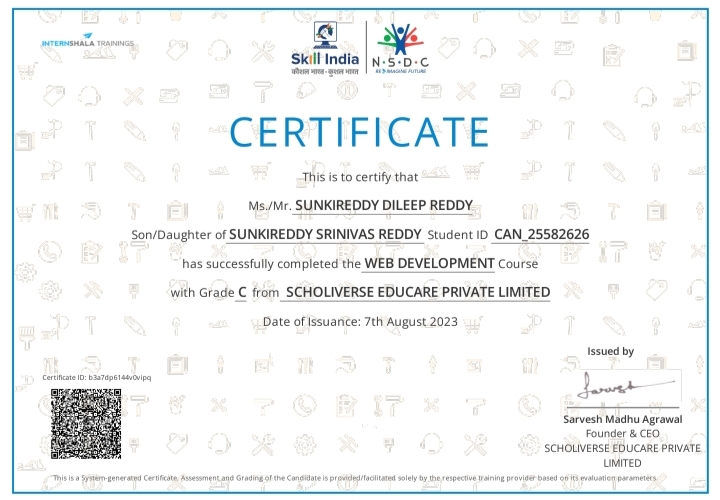 INTERNSHALA TRAININGS
Skill India
कौशल भारत - कुशल भारत
N·S·D·C
RE IMAGINE FUTURE
CERTIFICATE
This is to certify that
Ms./Mr. SUNKIREDDY DILEEP REDDY
Son/Daughter of SUNKIREDDY SRINIVAS REDDY Student ID CAN_25582626
has successfully completed the WEB DEVELOPMENT Course
with Grade C from SCHOLIVERSE EDUCARE PRIVATE LIMITED
Date of Issuance: 7th August 2023
Issued by
Certificate ID: b3a7dp6144v0vipq
Sarvesh
Sarvesh Madhu Agrawal
Founder & CEO
SCHOLIVERSE EDUCARE PRIVATE
LIMITED
This is a System-generated Certificate. Assessment and Grading of the Candidate is provided/facilitated solely by the respective training provider based on its evaluation parameters.